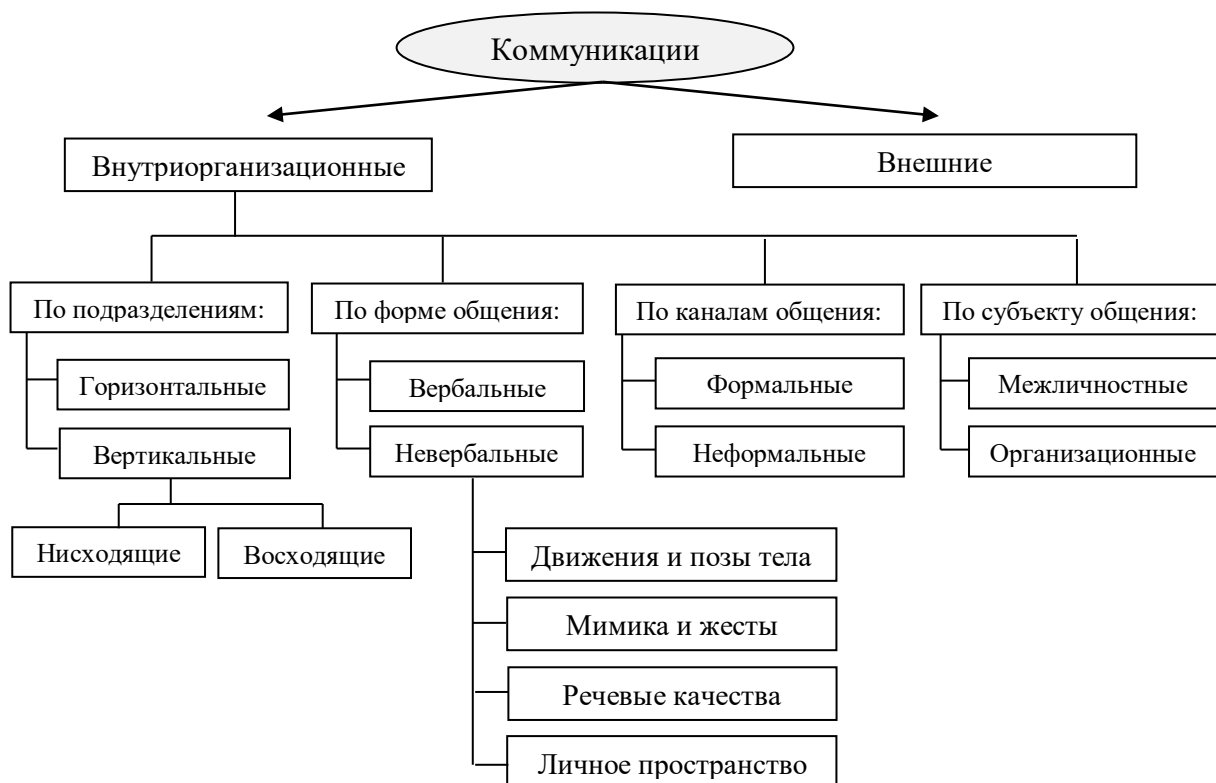 Коммуникации
Внутриорганизационные
Внешние
По подразделениям:
По форме общения:
По каналам общения:
По субъекту общения:
Горизонтальные
Вербальные
Формальные
Межличностные
Вертикальные
Невербальные
Неформальные
Организационные
Нисходящие
Восходящие
Движения и позы тела
Мимика и жесты
Речевые качества
Личное пространство